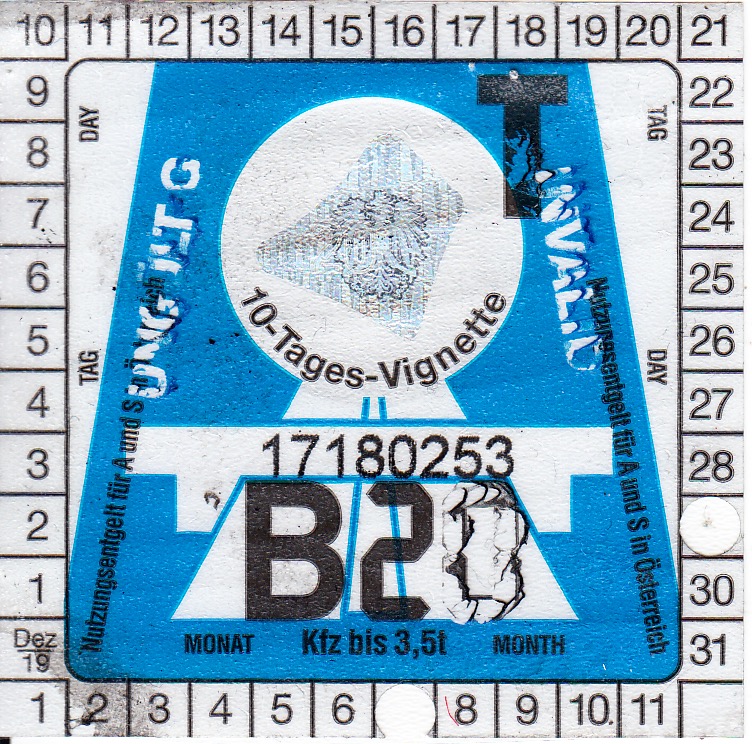 10 11 12 13 14 15 16 17 18 19 20 21
9 22
8 DAY TAG 23
7 T 24
6 UNGÜLTIG INVALID 25
5 10-Tages-Vignette 26
TAG DAY
4 27
3 17180253 28
2 B20
1 30
Nutzungsentgelt für A und S in Österreich
Nutzungsentgelt für A und S in Österreich
Dez 19 MONAT Kfz bis 3,5t MONTH 31
1 2 3 4 5 6 8 9 10 11